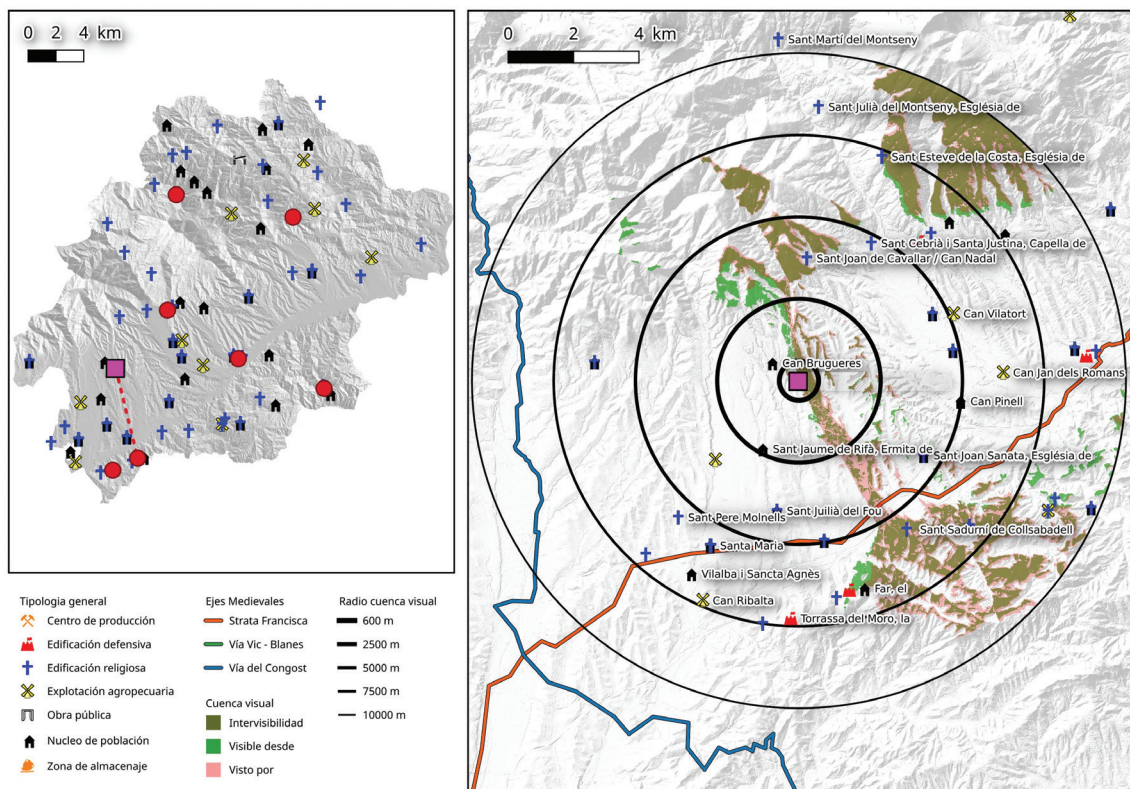 0 2 4 km
0 2 4 km
Sant Martí del Montseny
Sant Julià del Montseny, Església de
Sant Esteve de la Costa, Església de
Sant Cebrià i Santa Justina, Capella de
Sant Joan de Cavallar / Can Nadal
Can Vilatort
Can Brugueres
Can Jan dels Romans
Can Pinell
Sant Jaume de Rifà, Ermita de
Sant Joan Sanata, Església de
Sant Pere Molnells
Sant Juilià del Fou
Sant Sadurní de Collsabadell
Santa Maria
Vilalba i Sancta Agnès
Far, el
Can Ribalta
Torrassa del Moro, la
Tipologia general
Centro de producción
Edificación defensiva
Edificación religiosa
Explotación agropecuaria
Obra pública
Nucleo de población
Zona de almacenaje
Ejes Medievales
Strata Francisca
Vía Vic - Blanes
Vía del Congost
Cuenca visual
Intervisibilidad
Visible desde
Visto por
Radio cuenca visual
600 m
2500 m
5000 m
7500 m
10000 m